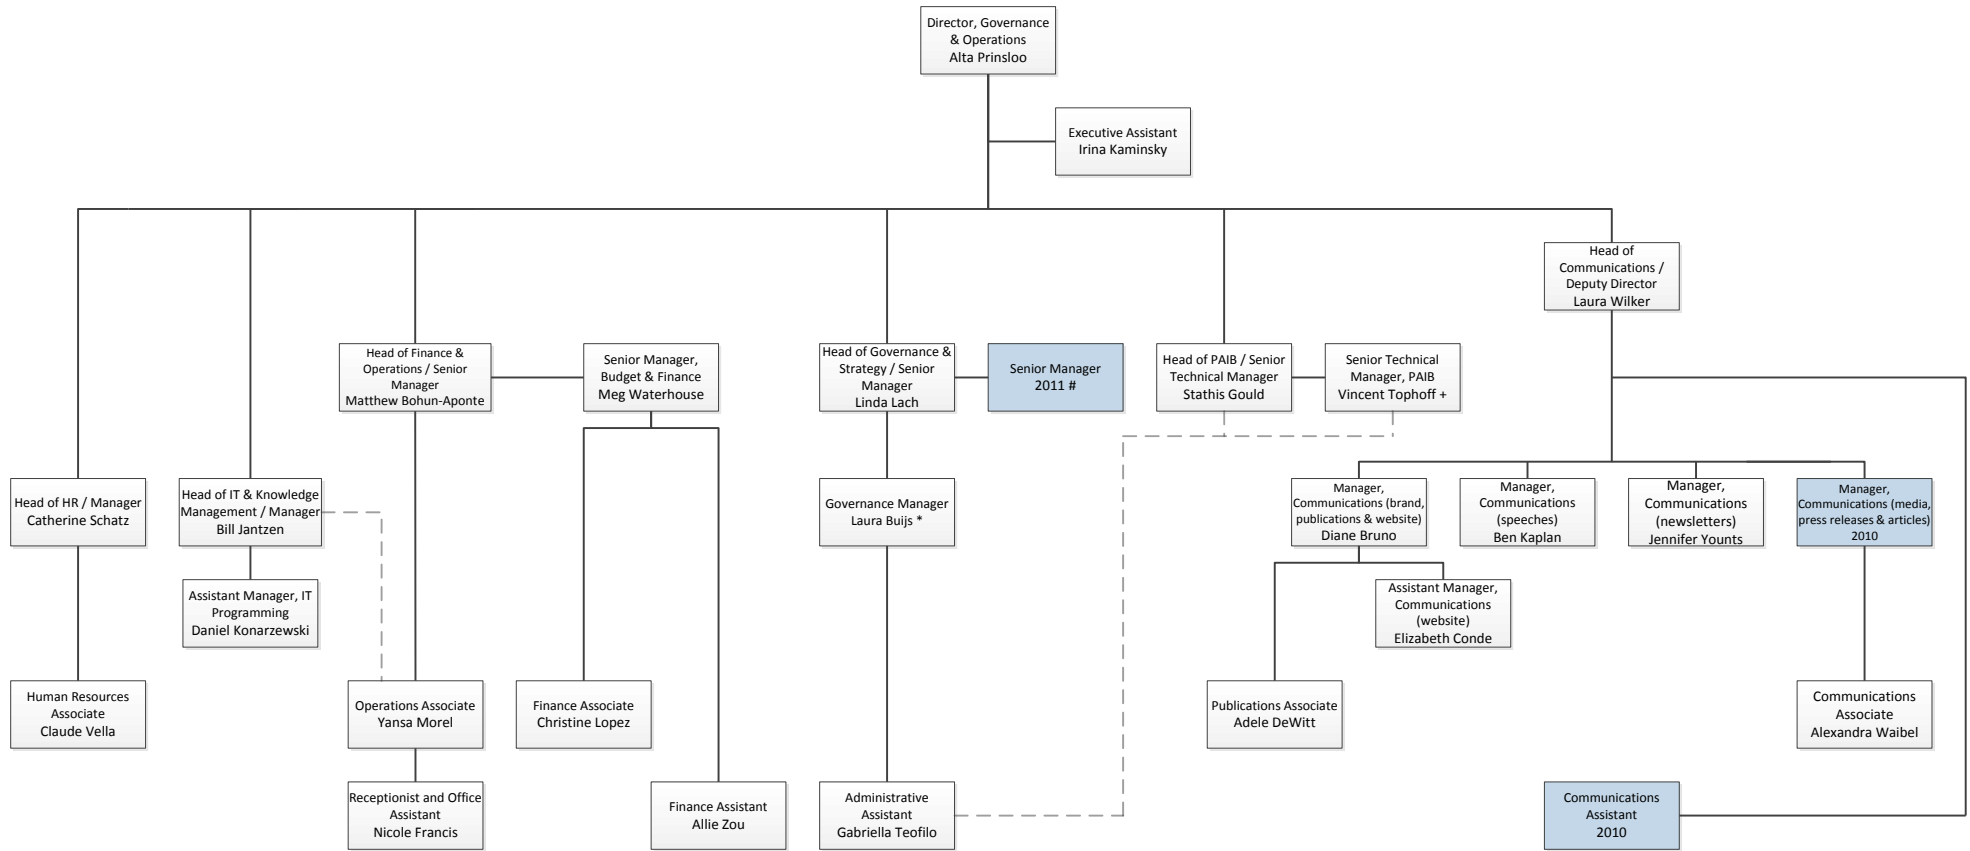 Director, Governance
& Operations
Alta Prinsloo
Executive Assistant
Irina Kaminsky
Head of
Communications /
Deputy Director
Laura Wilker
Head of Finance &
Operations / Senior
Manager
Matthew Bohun-Aponte
Senior Manager,
Budget & Finance
Meg Waterhouse
Head of Governance &
Strategy / Senior
Manager
Linda Lach
Senior Manager
2011 #
Head of PAIB / Senior
Technical Manager
Stathis Gould
Senior Technical
Manager, PAIB
Vincent Tophoff +
Head of HR / Manager
Catherine Schatz
Head of IT & Knowledge
Management / Manager
Bill Jantzen
Governance Manager
Laura Buijs *
Manager,
Communications (brand,
publications & website)
Diane Bruno
Manager,
Communications
(speeches)
Ben Kaplan
Manager,
Communications
(newsletters)
Jennifer Younts
Manager,
Communications (media,
press releases & articles)
2010
Assistant Manager, IT
Programming
Daniel Konarzewski
Assistant Manager,
Communications
(website)
Elizabeth Conde
Human Resources
Associate
Claude Vella
Operations Associate
Yansa Morel
Finance Associate
Christine Lopez
Publications Associate
Adele DeWitt
Communications
Associate
Alexandra Waibel
Receptionist and Office
Assistant
Nicole Francis
Finance Assistant
Allie Zou
Administrative
Assistant
Gabriella Teofilo
Communications
Assistant
2010